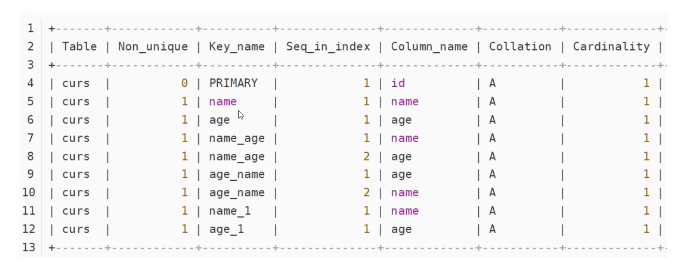 1 +-------+------------+----------+--------------+-------------+-----------+-------------+
2 | Table | Non_unique | Key_name | Seq_in_index | Column_name | Collation | Cardinality |
3 +-------+------------+----------+--------------+-------------+-----------+-------------+
4 | curs | 0 | PRIMARY | 1 | id | A | 1 |
5 | curs | 1 | name | 1 | name | A | 1 |
6 | curs | 1 | age | 1 | age | A | 1 |
7 | curs | 1 | name_age | 1 | name | A | 1 |
8 | curs | 1 | name_age | 2 | age | A | 1 |
9 | curs | 1 | age_name | 1 | age | A | 1 |
10 | curs | 1 | age_name | 2 | name | A | 1 |
11 | curs | 1 | name_1 | 1 | name | A | 1 |
12 | curs | 1 | age_1 | 1 | age | A | 1 |
13 +-------+------------+----------+--------------+-------------+-----------+-------------+